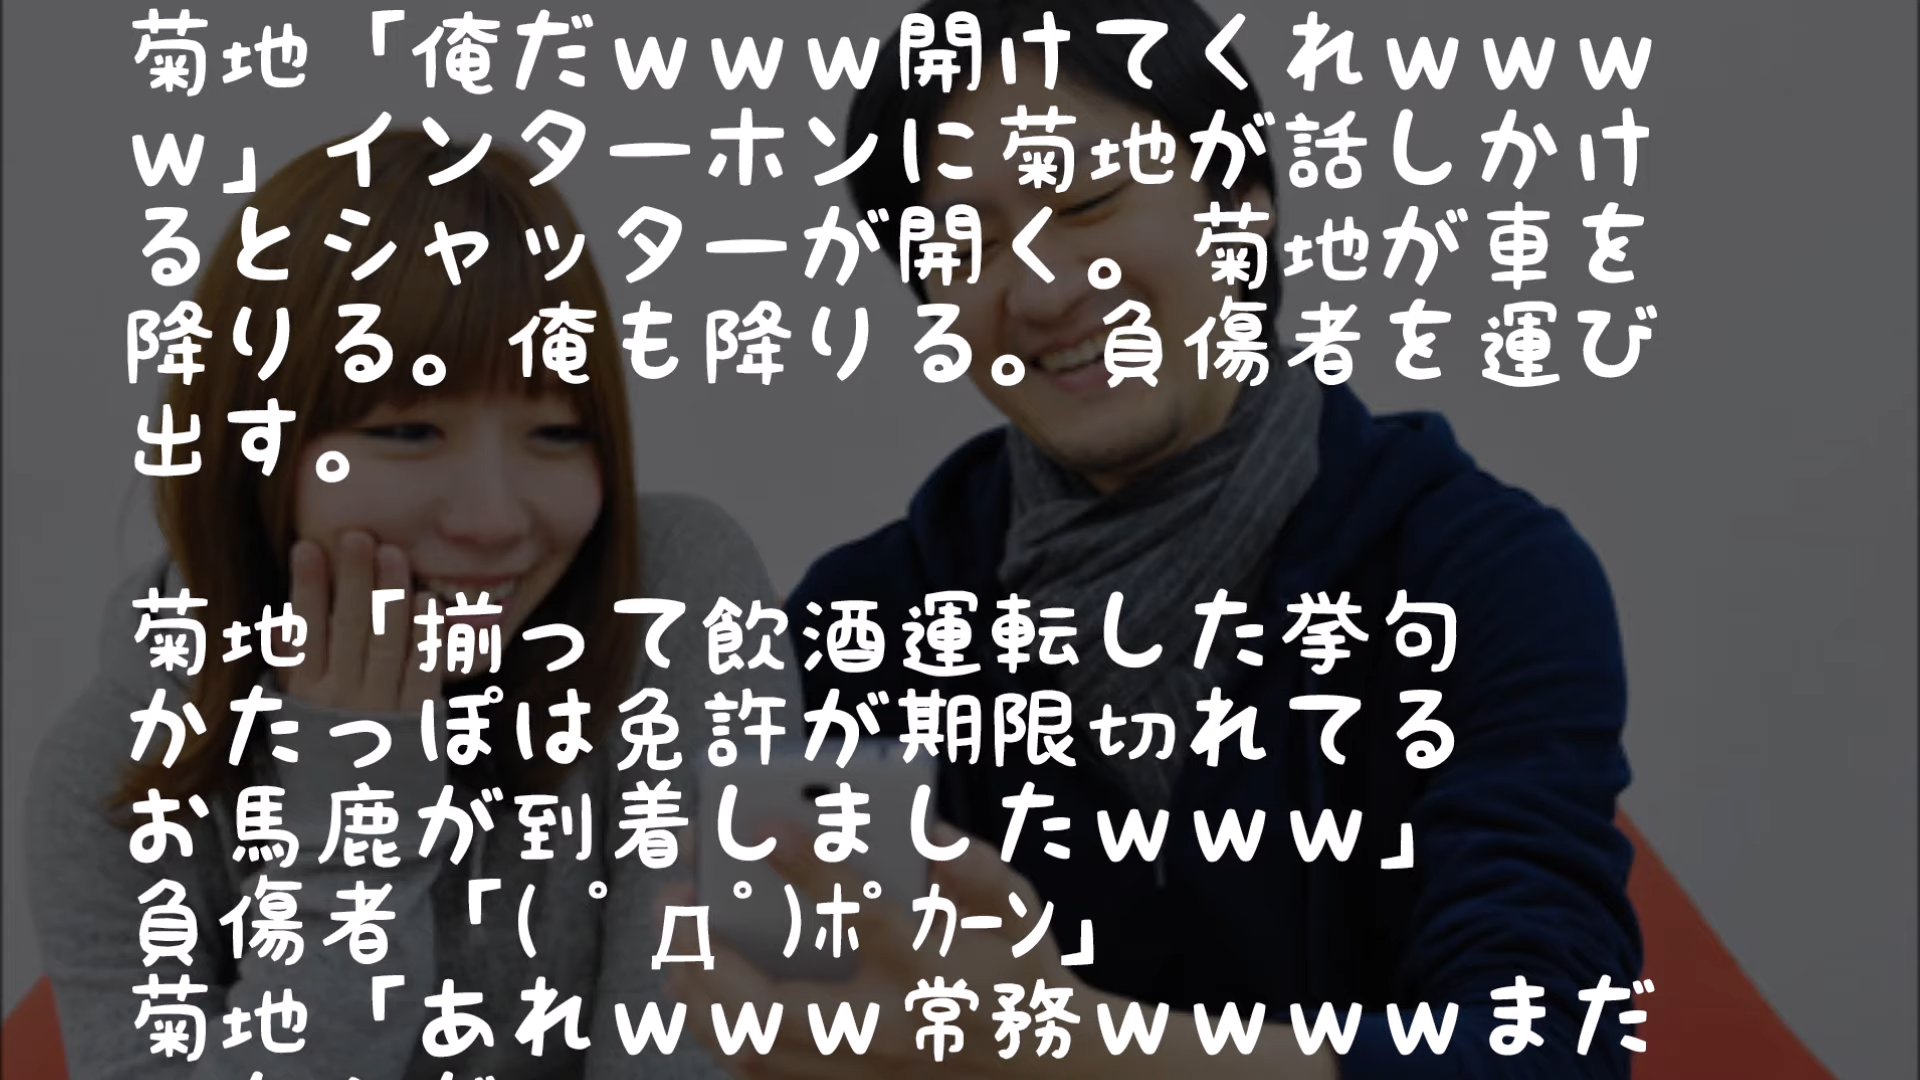 菊地「俺だｗｗｗ開けてくれｗｗｗ
ｗ」インターホンに菊地が話しかけ
るとシャッターが開く。菊地が車を
降りる。俺も降りる。負傷者を運び
出す。
菊地「揃って飲酒運転した挙句
かたっぽは免許が期限切れてる
お馬鹿が到着しましたｗｗｗ」
負傷者「( ﾟдﾟ)ﾎﾟｶｰﾝ」
菊地「あれｗｗｗ常務ｗｗｗｗまだ